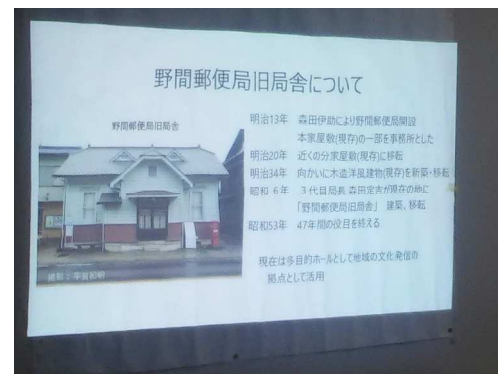 野間郵便局旧局舎について
野間郵便局旧局舎
明治13年 森田伊助により野間郵便局開設
本家屋敷(現存)の一部を事務所とした
明治20年 近くの分家屋敷(現存)に移転
明治34年 向かいに木造洋風建物(現存)を新築・移転
昭和 6年 3代目局長 森田定吉が現在の地に
「野間郵便局旧局舎」 建築、移転
昭和53年 47年間の役目を終える
現在は多目的ホールとして地域の文化発信の
拠点として活用
撮影:平賀和明